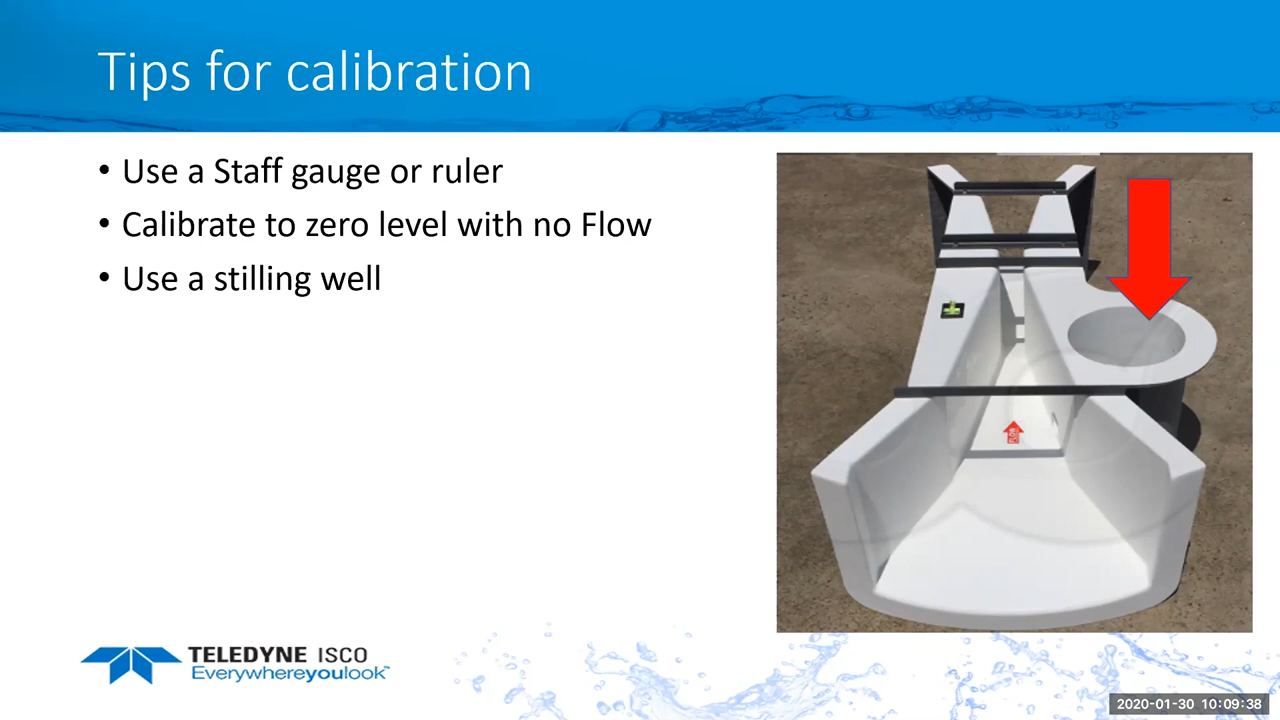 Tips for calibration
• Use a Staff gauge or ruler
• Calibrate to zero level with no Flow
• Use a stilling well
FLOW
TELEDYNE ISCO
Everywhereyoulook™
2020-01-30 10:09:38